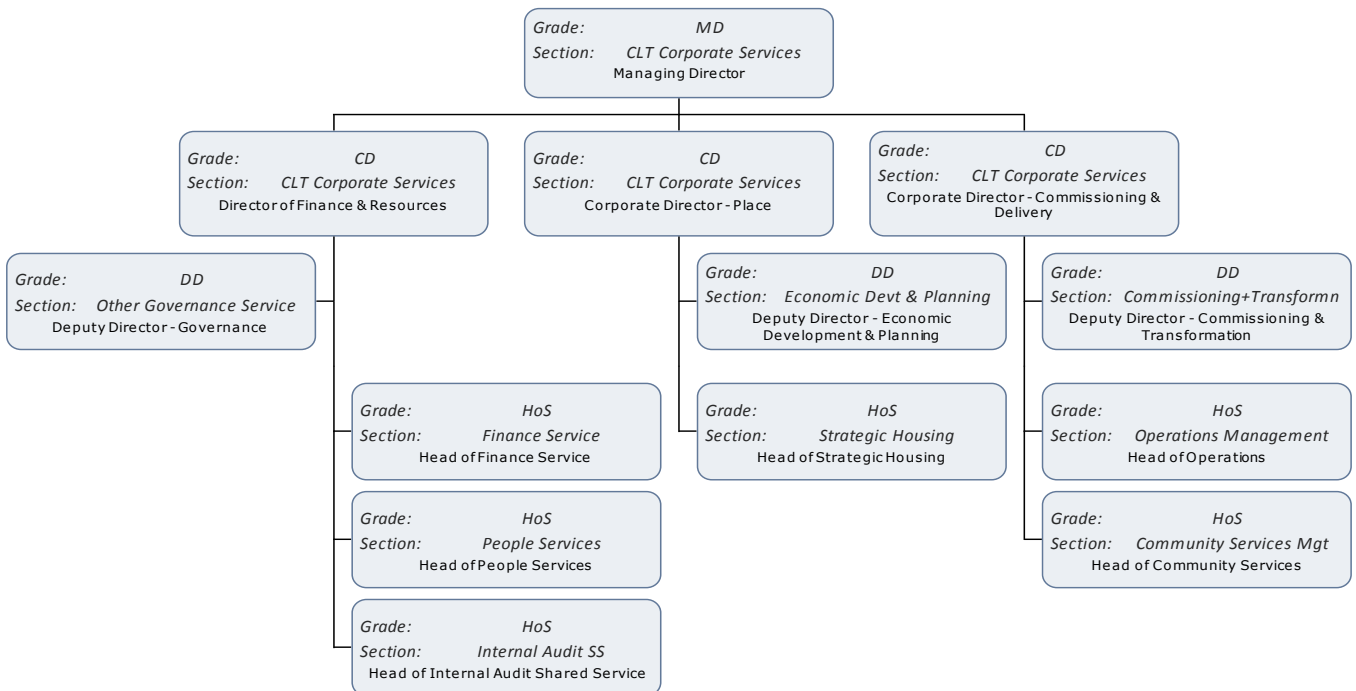 Grade: MD
Section: CLT Corporate Services
Managing Director
Grade: CD
Section: CLT Corporate Services
Director of Finance & Resources
Grade: CD
Section: CLT Corporate Services
Corporate Director - Place
Grade: CD
Section: CLT Corporate Services
Corporate Director - Commissioning &
Delivery
Grade: DD
Section: Other Governance Service
Deputy Director - Governance
Grade: DD
Section: Economic Devt & Planning
Deputy Director - Economic
Development & Planning
Grade: DD
Section: Commissioning+Transformn
Deputy Director - Commissioning &
Transformation
Grade: HoS
Section: Finance Service
Head of Finance Service
Grade: HoS
Section: Strategic Housing
Head of Strategic Housing
Grade: HoS
Section: Operations Management
Head of Operations
Grade: HoS
Section: People Services
Head of People Services
Grade: HoS
Section: Community Services Mgt
Head of Community Services
Grade: HoS
Section: Internal Audit SS
Head of Internal Audit Shared Service